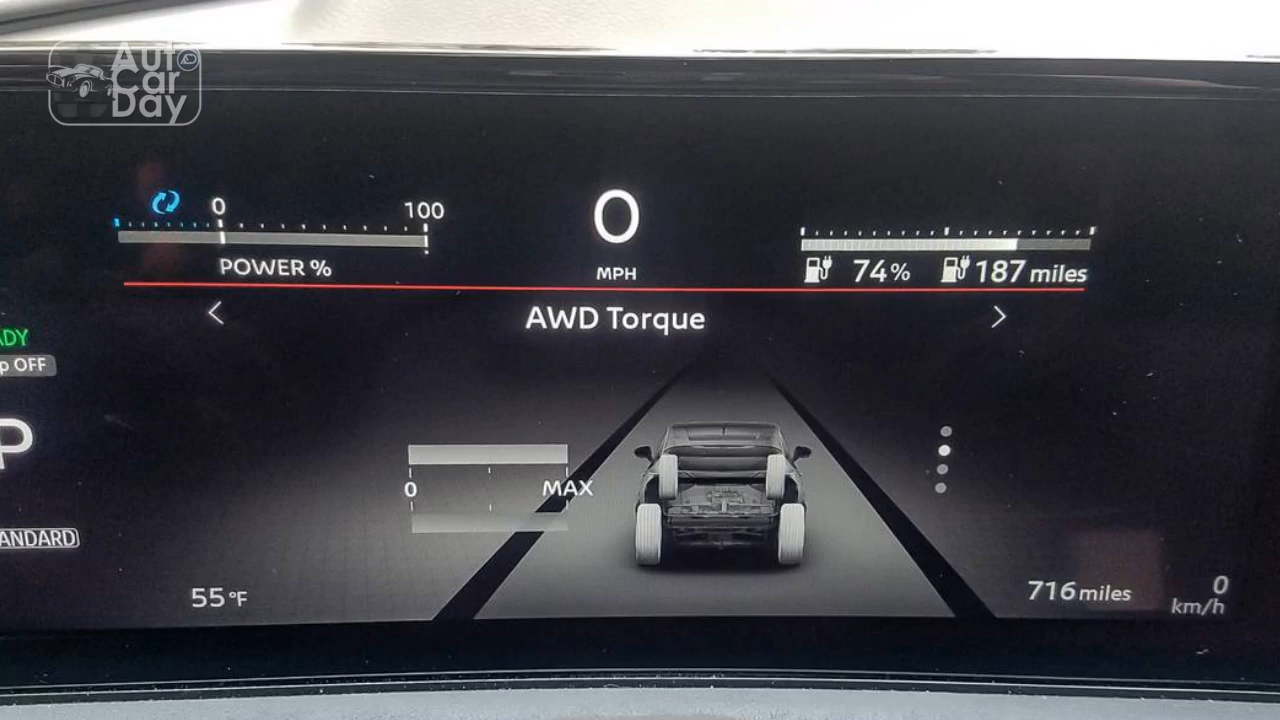 Auto
Car
Day
0
100
POWER %
0
MPH
74%
187 miles
AWD Torque
ADY
p OFF
P
ANDARD
0
MAX
55 °F
716 miles
0
km/h